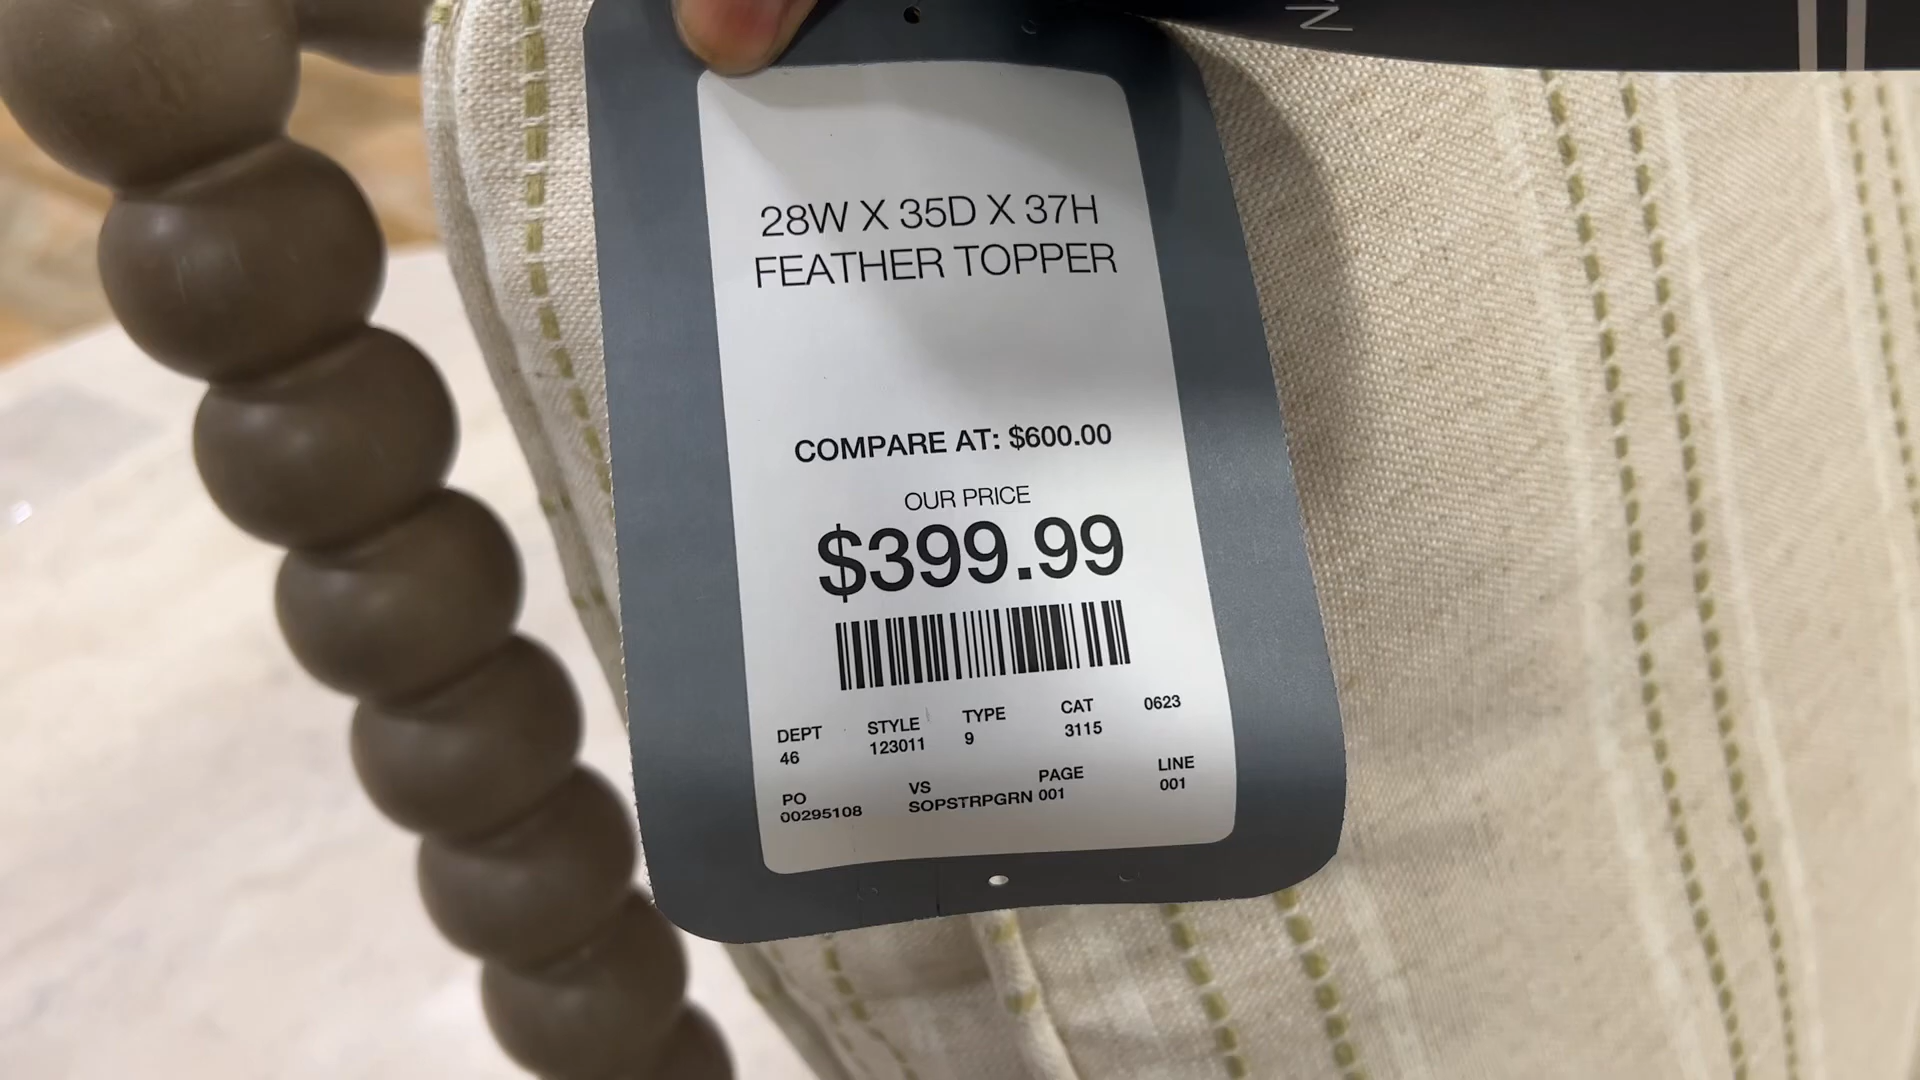 28W X 35D X 37H
FEATHER TOPPER
COMPARE AT: $600.00
OUR PRICE
$399.99
DEPT STYLE TYPE CAT 0623
46 123011 9 3115
PO VS PAGE LINE
00295108 SOPSTRPGRN 001 001